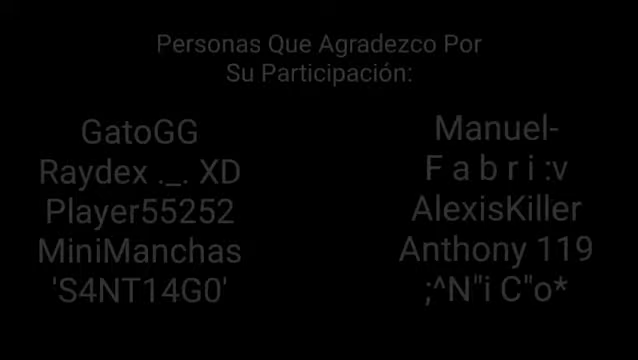 Personas Que Agradezco Por
Su Participación:
GatoGG
Raydex ._. XD
Player55252
MiniManchas
'S4NT14G0'
Manuel-
F a b r i :v
AlexisKiller
Anthony 119
;^N"i C"o*